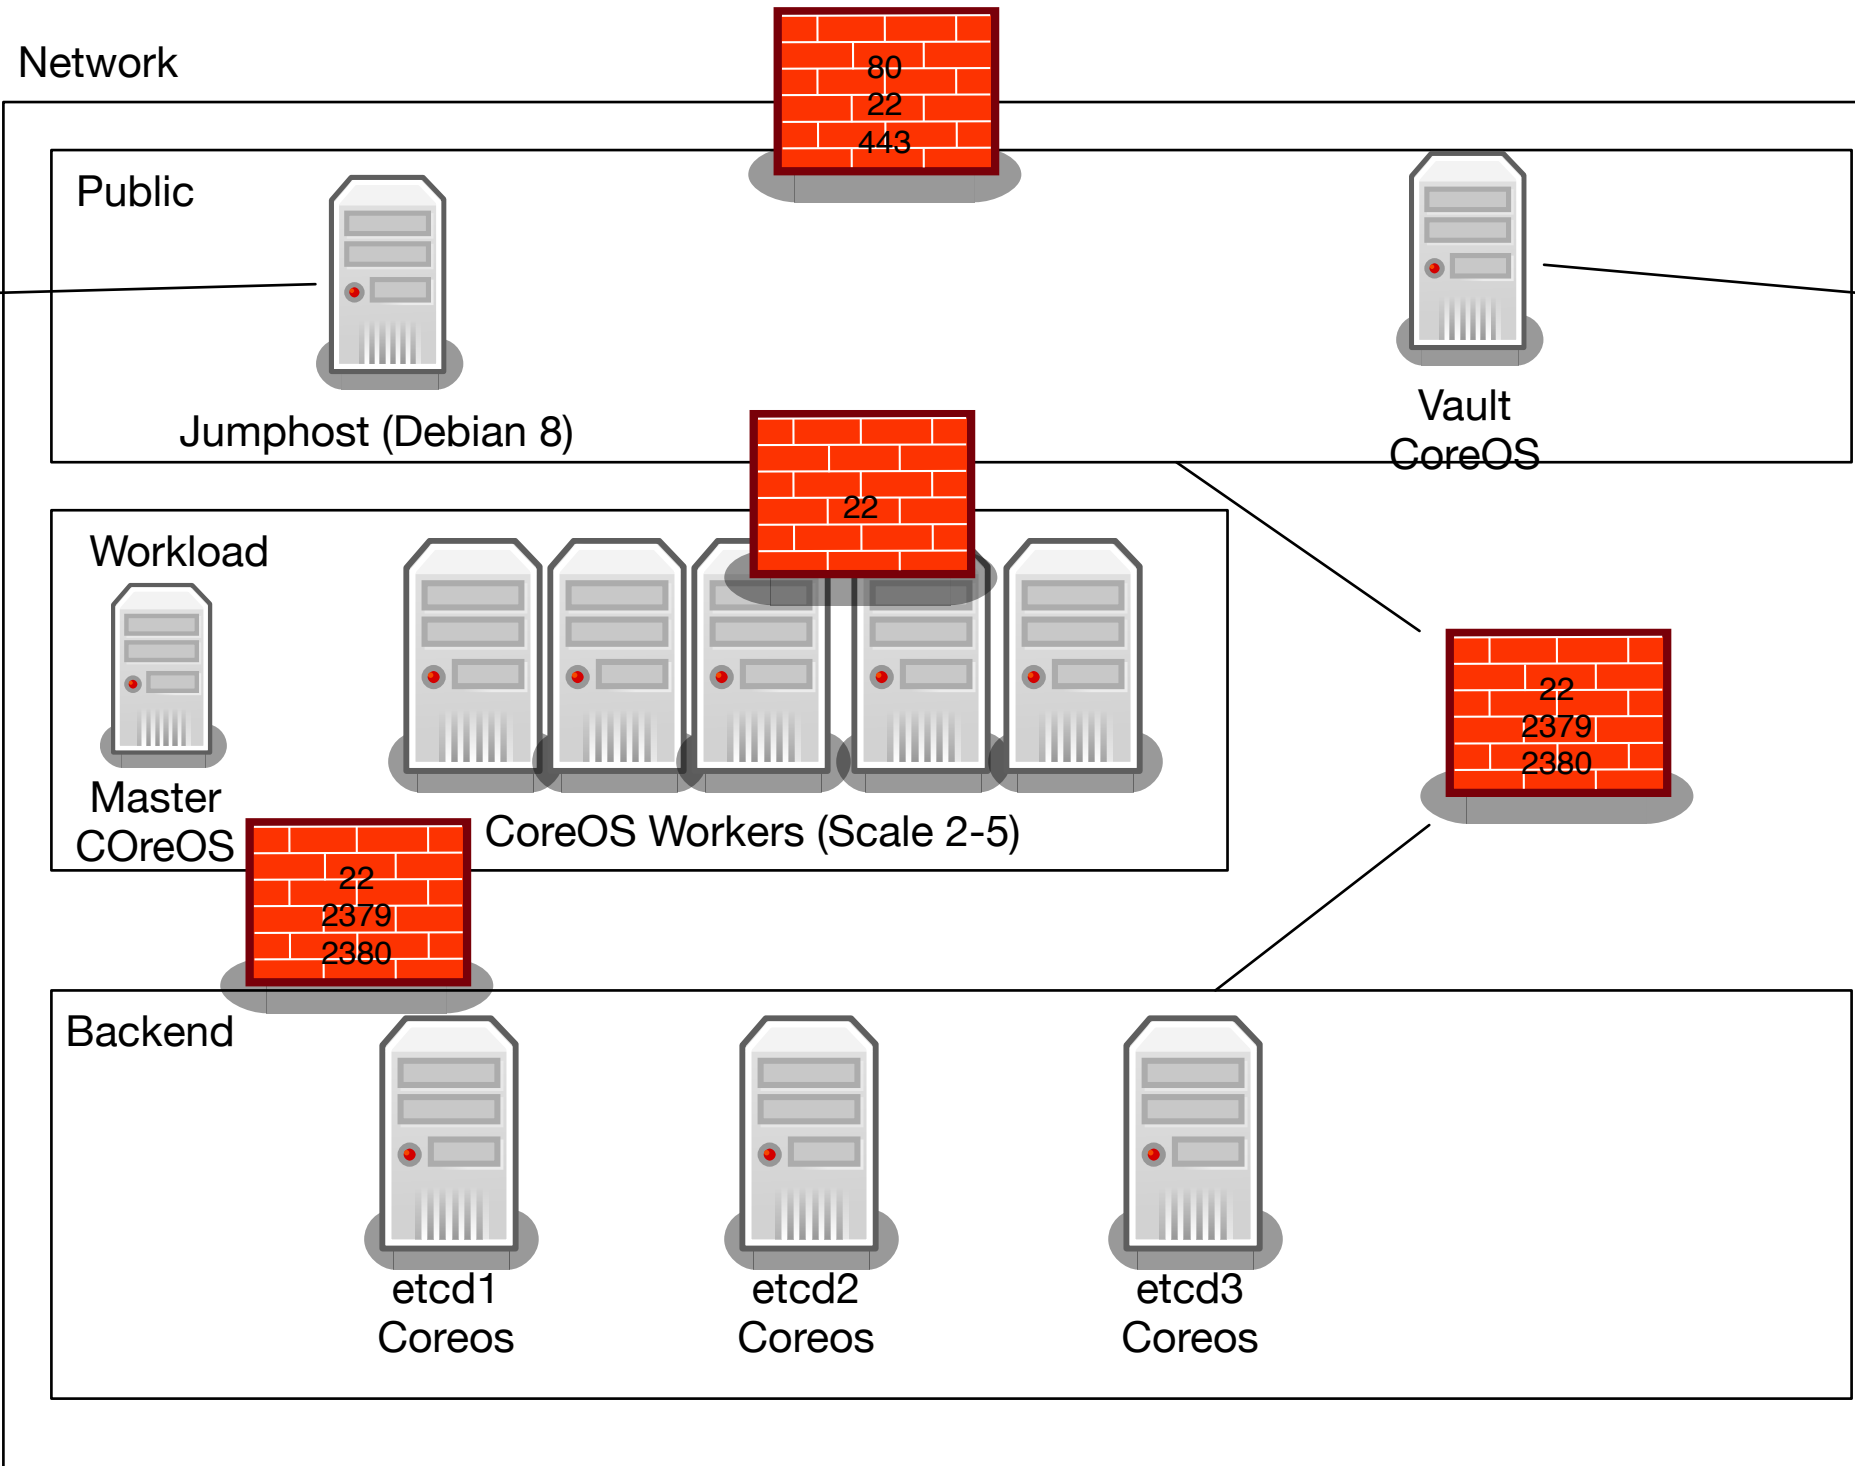 Network
80
22
443
Public
Jumphost (Debian 8)
Vault
CoreOS
22
Workload
Master
COreOS
CoreOS Workers (Scale 2-5)
22
2379
2380
22
2379
2380
Backend
etcd1
Coreos
etcd2
Coreos
etcd3
Coreos